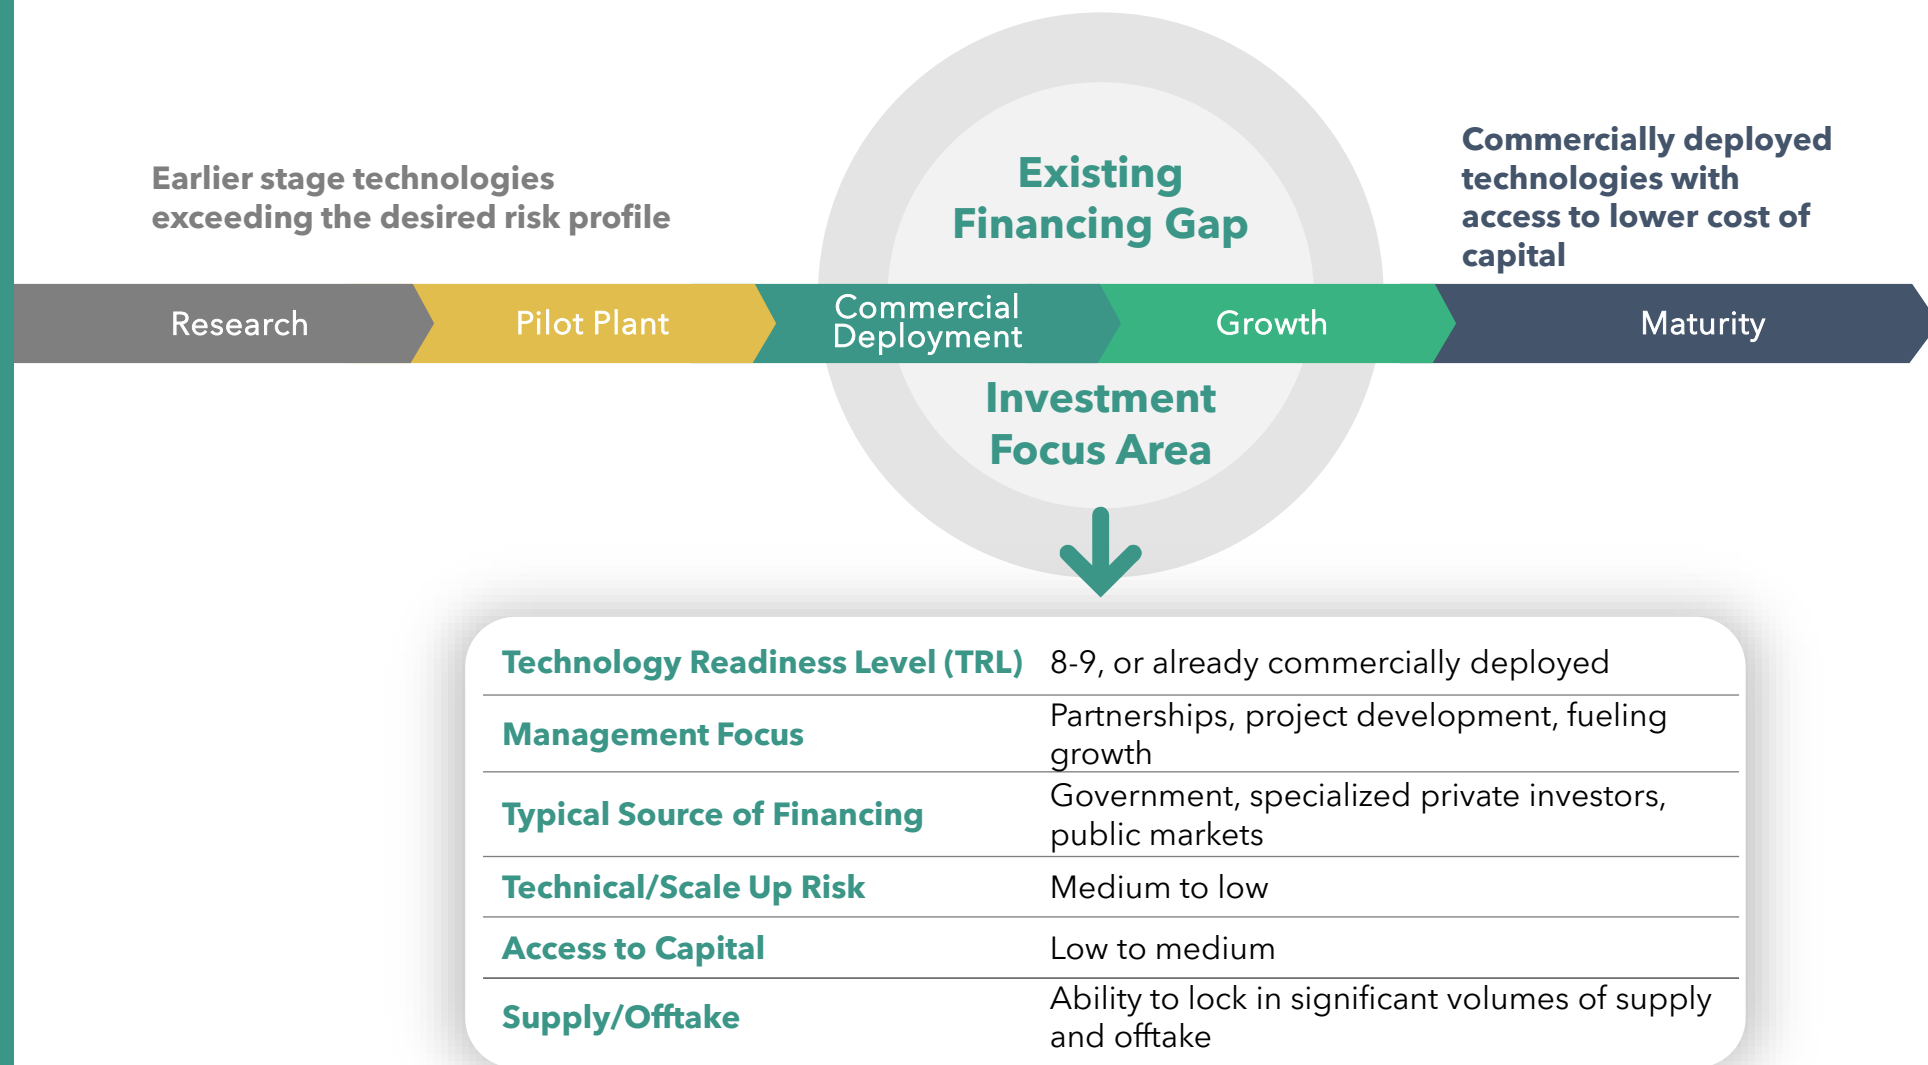 Earlier stage technologies
exceeding the desired risk profile
Existing
Financing Gap
Commercially deployed
technologies with
access to lower cost of
capital
Research
Pilot Plant
Commercial
Deployment
Growth
Maturity
Investment
Focus Area
Technology Readiness Level (TRL) 8-9, or already commercially deployed
Management Focus
Partnerships, project development, fueling
growth
Typical Source of Financing
Government, specialized private investors,
public markets
Technical/Scale Up Risk Medium to low
Access to Capital Low to medium
Supply/Offtake
Ability to lock in significant volumes of supply
and offtake